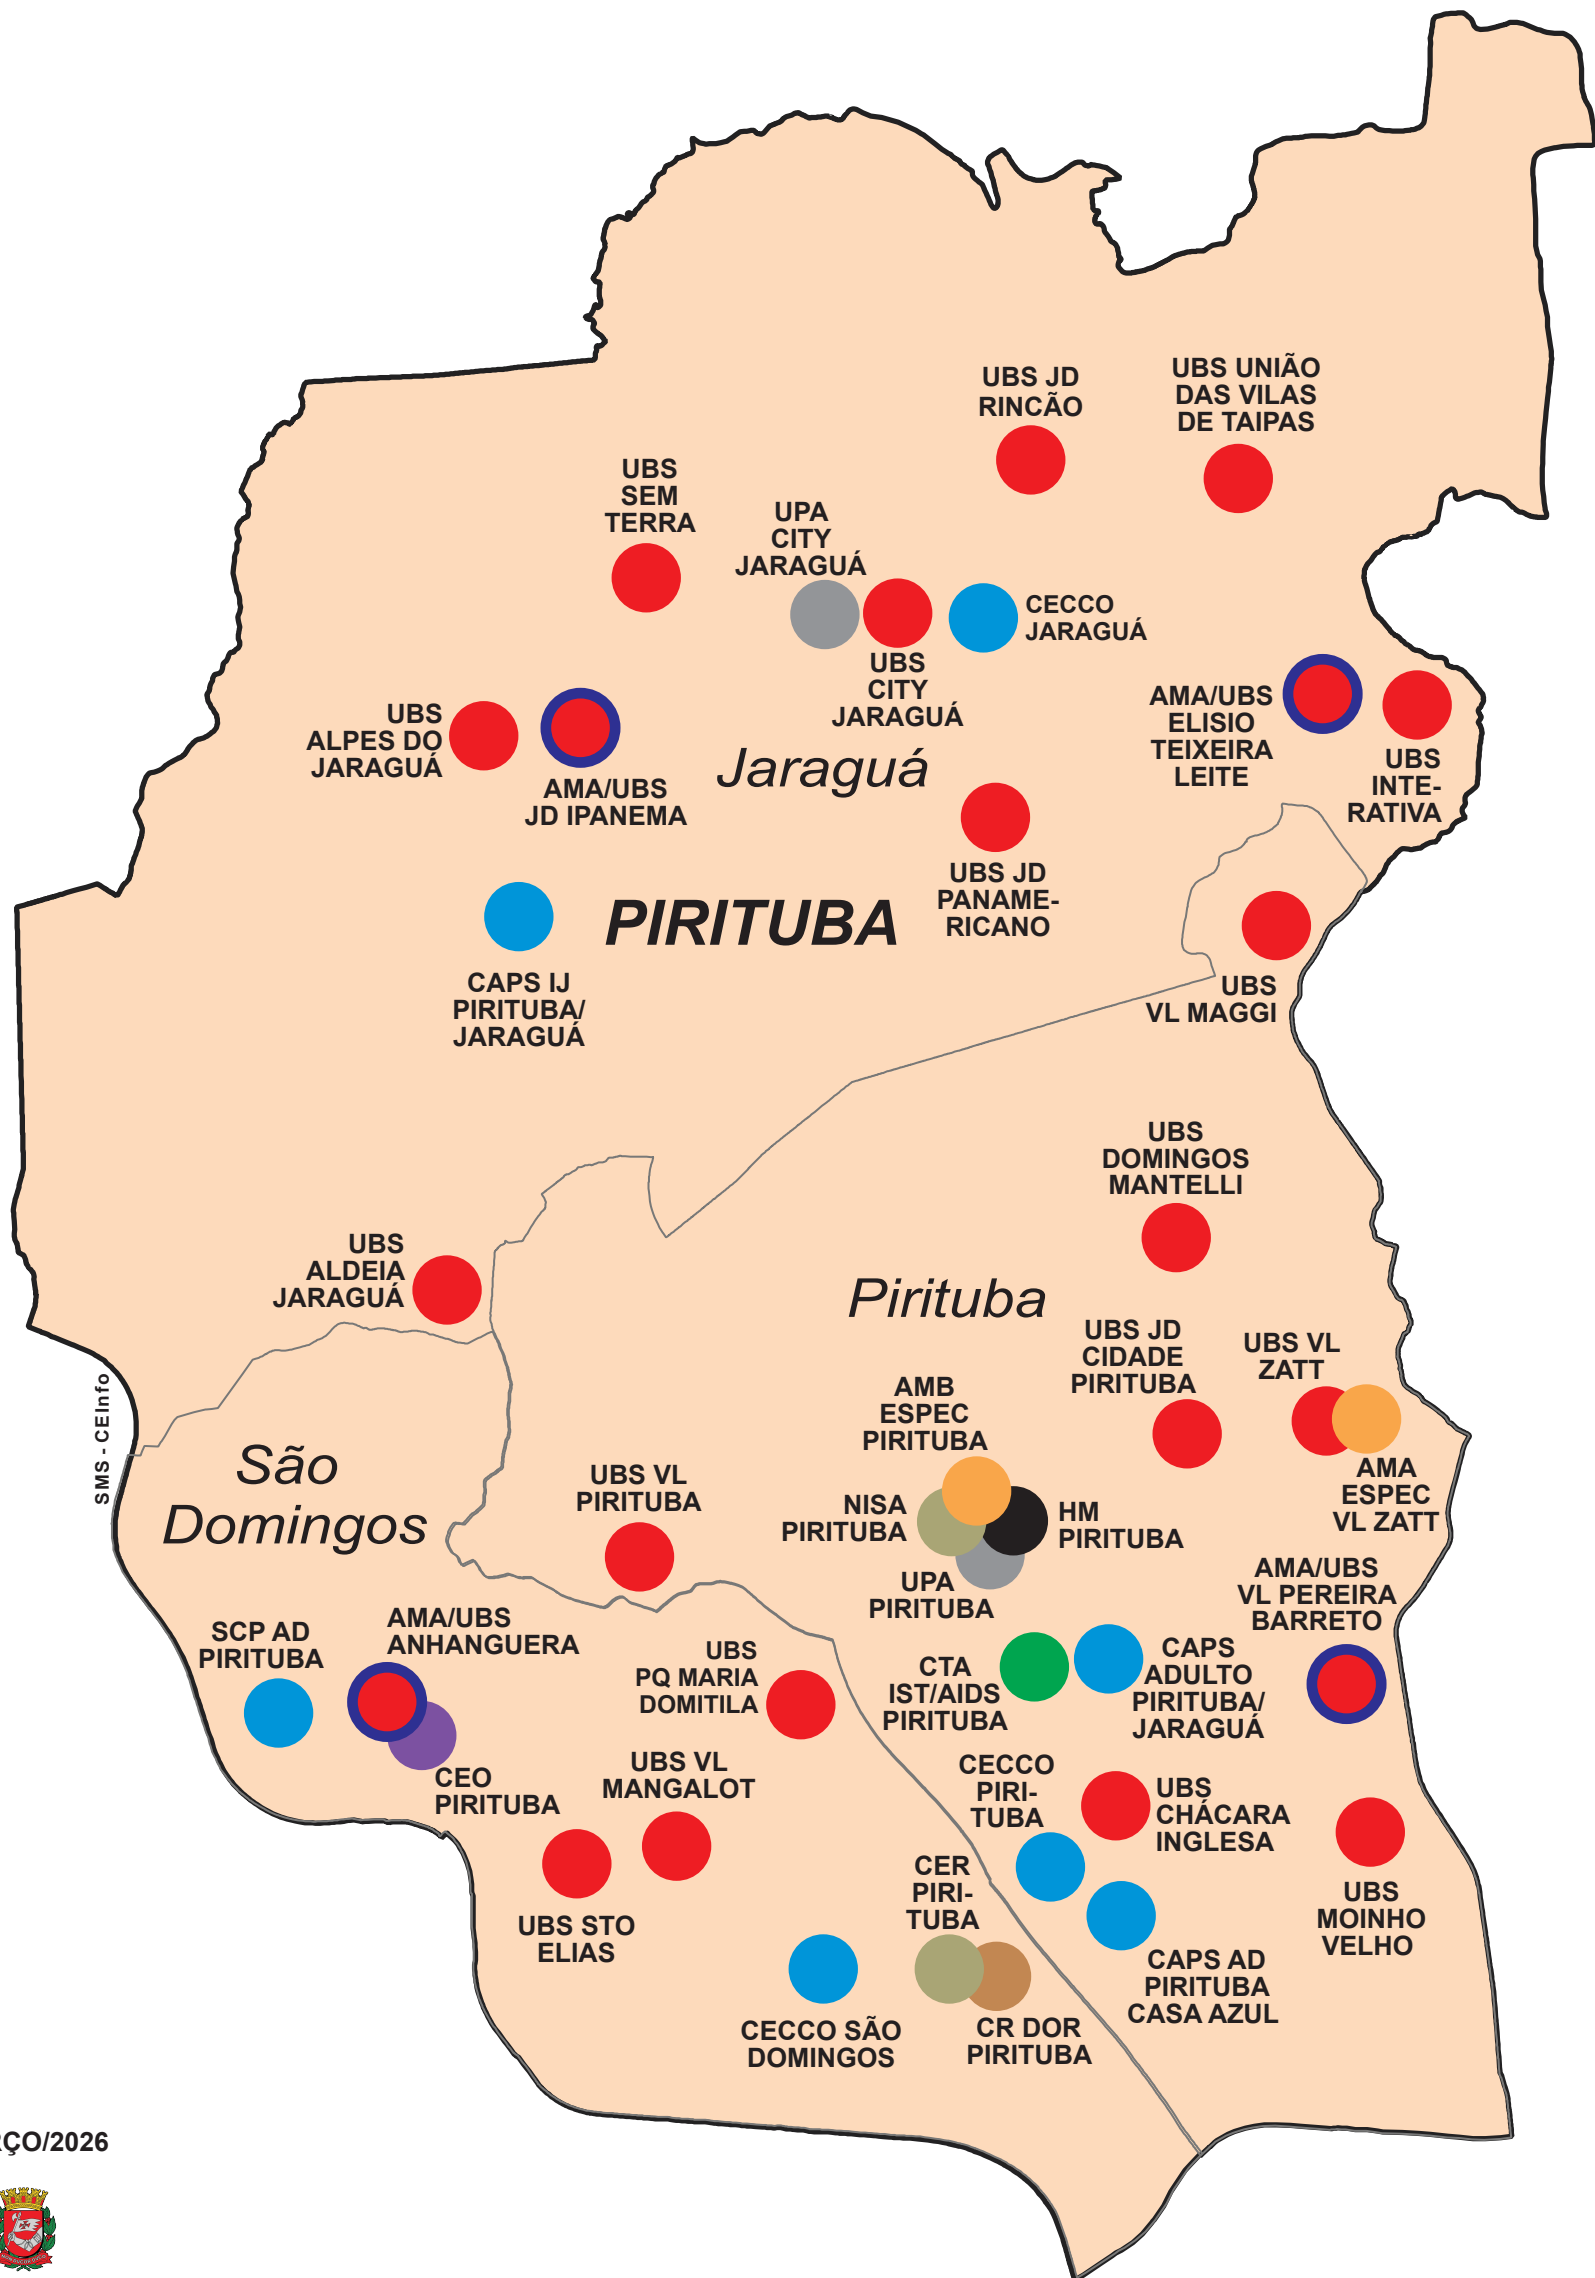 UBS JD
RINCÃO
UBS UNIÃO
DAS VILAS
DE TAIPAS
UBS
SEM
TERRA
UPA
CITY
JARAGUÁ
CECCO
JARAGUÁ
UBS
CITY
JARAGUÁ
AMA/UBS
ELISIO
TEIXEIRA
LEITE
UBS
INTE-
RATIVA
UBS
ALPES DO
JARAGUÁ
AMA/UBS
JD IPANEMA
Jaraguá
UBS JD
PANAME-
RICANO
PIRITUBA
CAPS IJ
PIRITUBA/
JARAGUÁ
UBS
VL MAGGI
UBS
DOMINGOS
MANTELLI
UBS
ALDEIA
JARAGUÁ
Pirituba
UBS JD
CIDADE
PIRITUBA
UBS VL
ZATT
AMB
ESPEC
PIRITUBA
SMS - CEInfo
São
Domingos
UBS VL
PIRITUBA
NISA
PIRITUBA
HM
PIRITUBA
AMA
ESPEC
VL ZATT
UPA
PIRITUBA
AMA/UBS
VL PEREIRA
BARRETO
SCP AD
PIRITUBA
AMA/UBS
ANHANGUERA
UBS
PQ MARIA
DOMITILA
CTA
IST/AIDS
PIRITUBA
CAPS
ADULTO
PIRITUBA/
JARAGUÁ
CEO
PIRITUBA
UBS VL
MANGALOT
CECCO
PIRI-
TUBA
UBS
CHÁCARA
INGLESA
UBS STO
ELIAS
CER
PIRI-
TUBA
UBS
MOINHO
VELHO
CECCO SÃO
DOMINGOS
CR DOR
PIRITUBA
CAPS AD
PIRITUBA
CASA AZUL
ÇO/2026